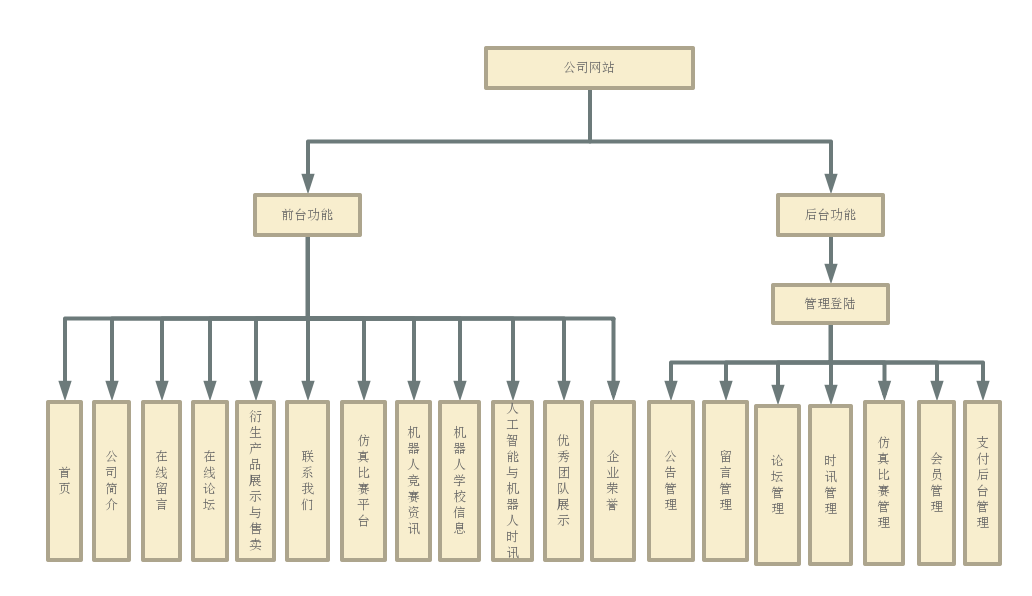 公司网站
前台功能
后台功能
管理登陆
首页
公司简介
在线留言
在线论坛
衍生产品展示与售卖
联系我们
仿真比赛平台
机器人竞赛资讯
机器人学校信息
人工智能与机器人时讯
优秀团队展示
企业荣誉
公告管理
留言管理
论坛管理
时讯管理
仿真比赛管理
会员管理
支付后台管理